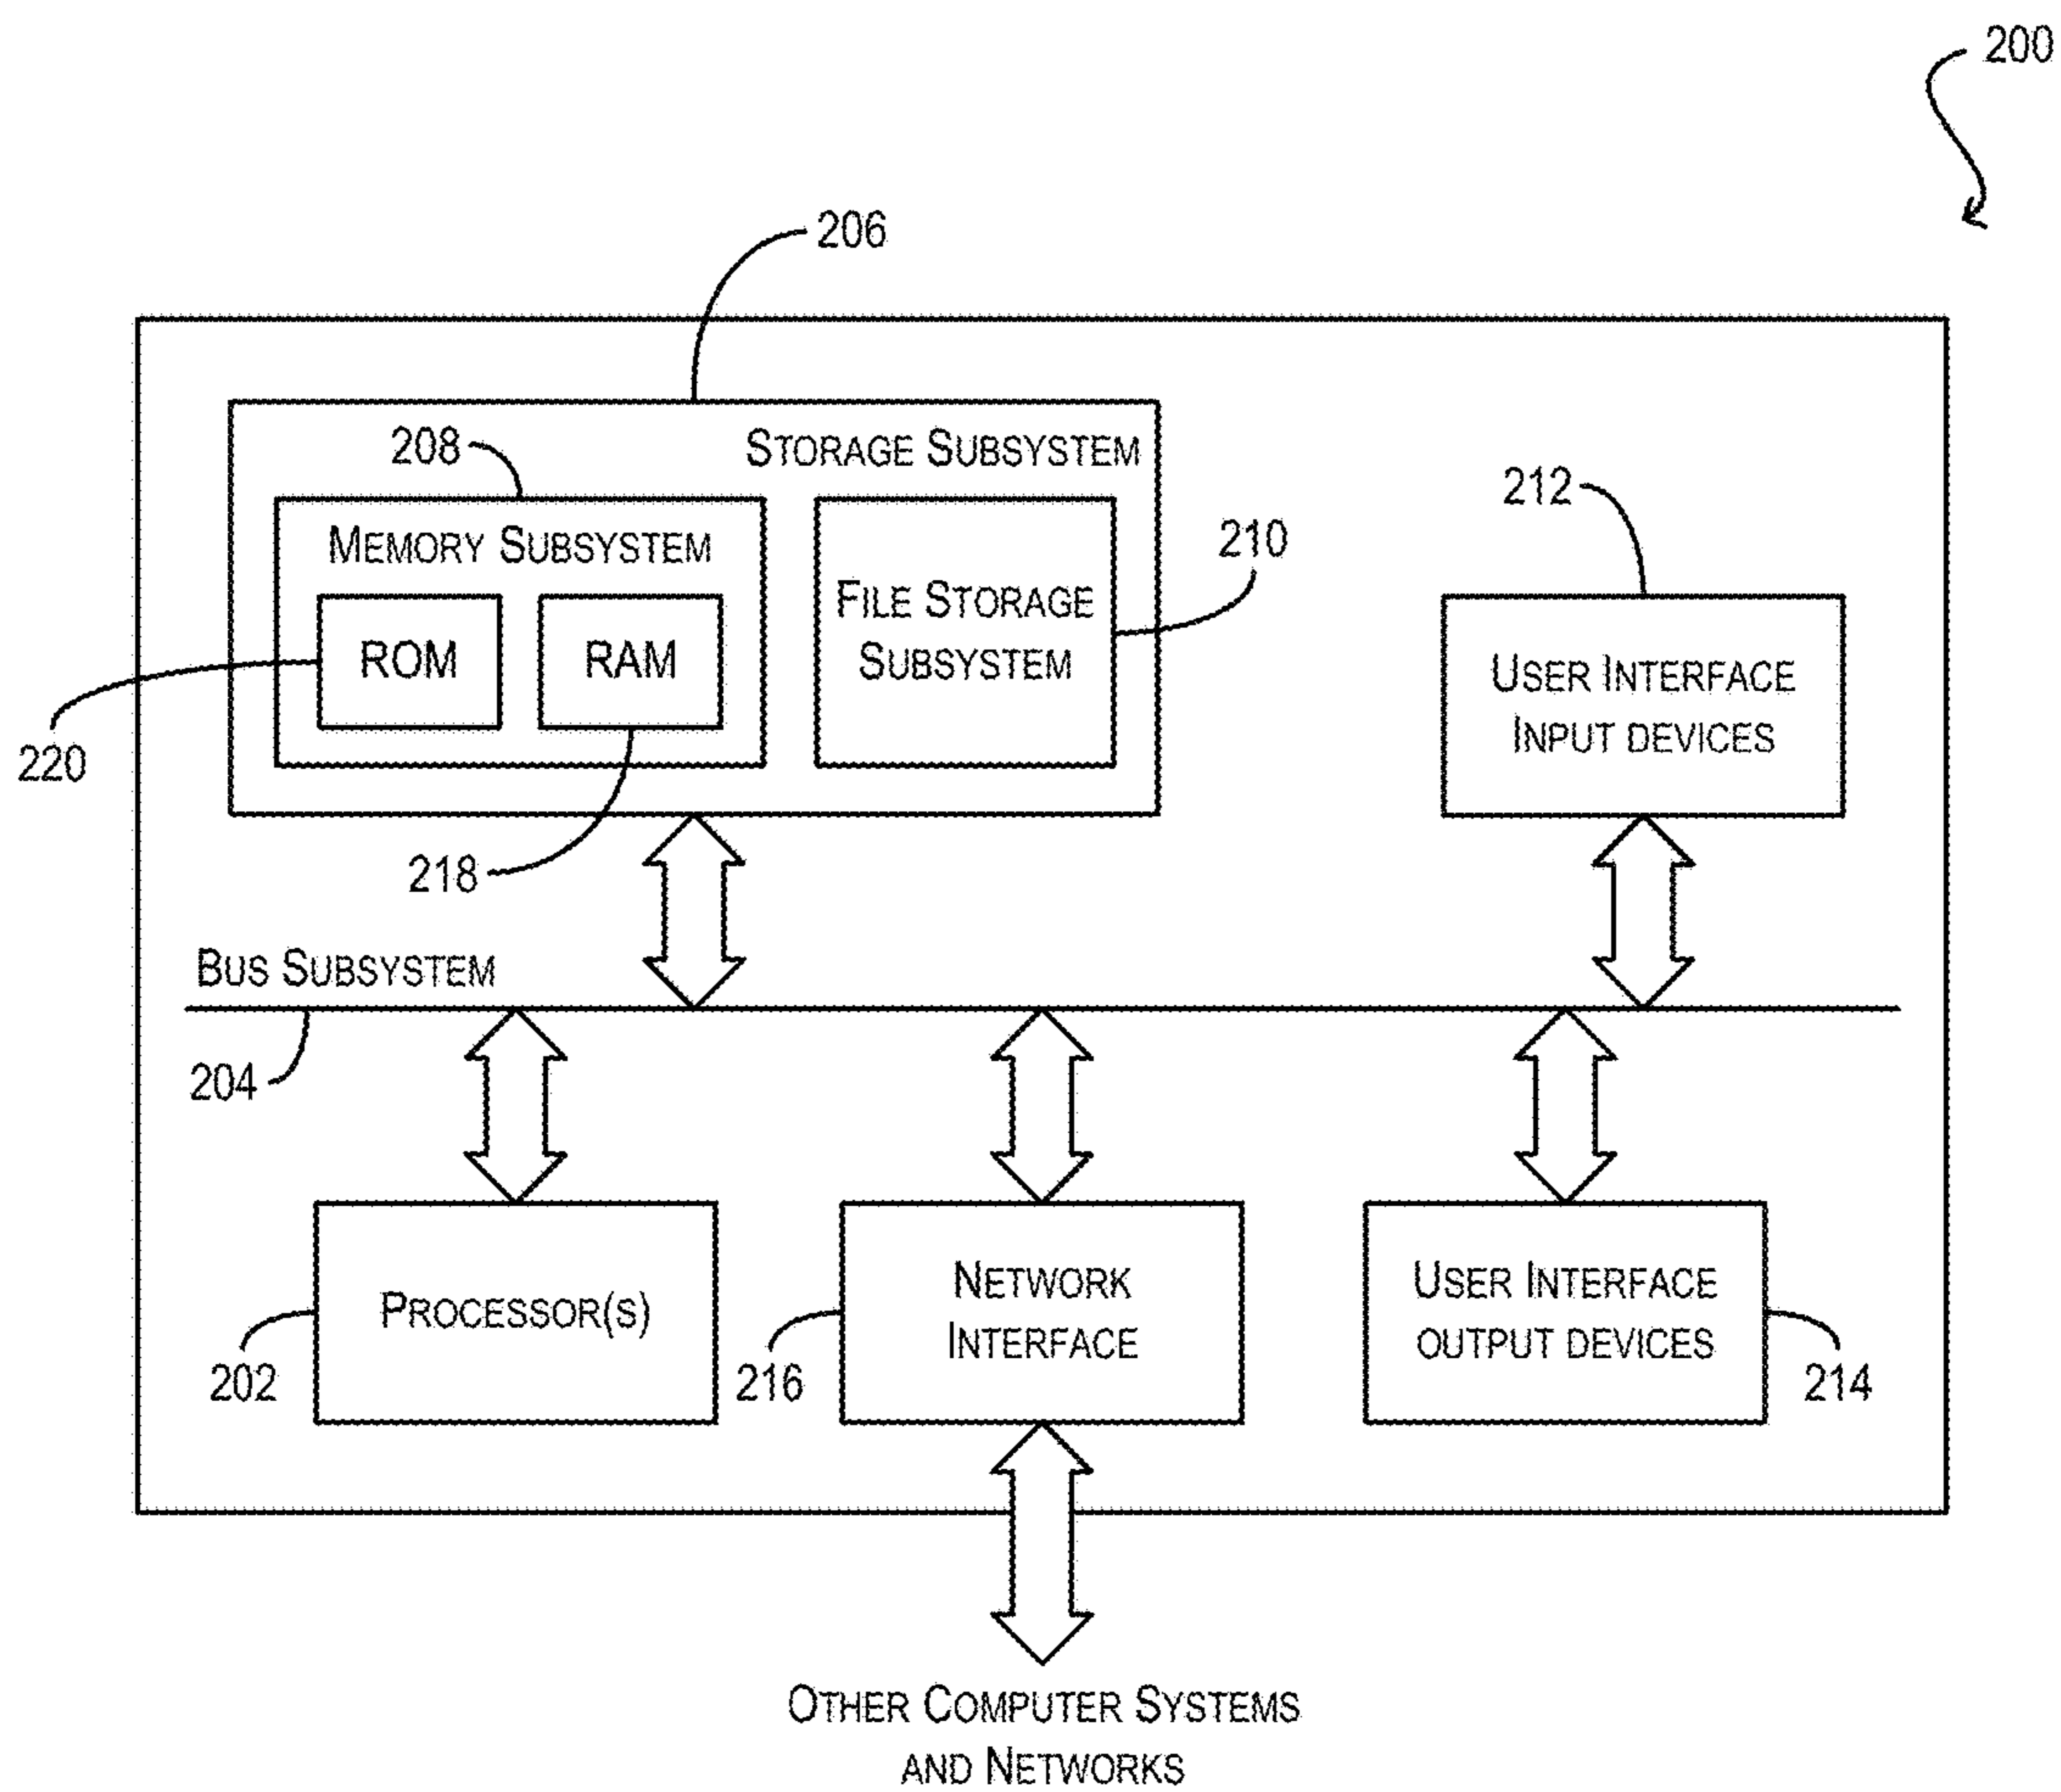 200
206
208
STORAGE SUBSYSTEM
212
MEMORY SUBSYSTEM
210
FILE STORAGE
SUBSYSTEM
ROM
RAM
USER INTERFACE
INPUT DEVICES
220
218
BUS SUBSYSTEM
204
PROCESSOR(S)
NETWORK
INTERFACE
USER INTERFACE
OUTPUT DEVICES
202
216
214
OTHER COMPUTER SYSTEMS
AND NETWORKS